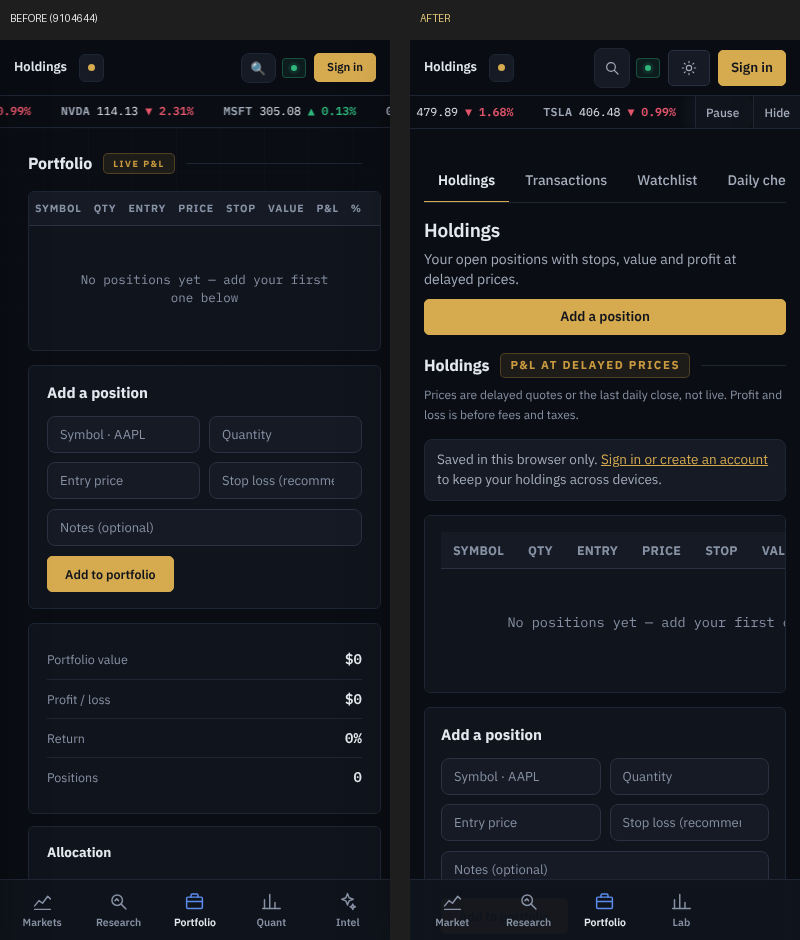 BEFORE (9104644)
Holdings
Sign in
0.99% NVDA 114.13 ▼ 2.31% MSFT 305.08 ▲ 0.13%
Portfolio LIVE P&L
SYMBOL QTY ENTRY PRICE STOP VALUE P&L %
No positions yet — add your first
one below
Add a position
Symbol · AAPL Quantity
Entry price Stop loss (recomme
Notes (optional)
Add to portfolio
Portfolio value $0
Profit / loss $0
Return 0%
Positions 0
Allocation
Markets Research Portfolio Quant Intel
AFTER
Holdings
Sign in
479.89 ▼ 1.68% TSLA 406.48 ▼ 0.99% Pause Hide
Holdings Transactions Watchlist Daily che
Holdings
Your open positions with stops, value and profit at
delayed prices.
Add a position
Holdings P&L AT DELAYED PRICES
Prices are delayed quotes or the last daily close, not live. Profit and
loss is before fees and taxes.
Saved in this browser only. Sign in or create an account
to keep your holdings across devices.
SYMBOL QTY ENTRY PRICE STOP VAL
No positions yet — add your first
Add a position
Symbol · AAPL Quantity
Entry price Stop loss (recommen
Notes (optional)
Market Research Portfolio Lab